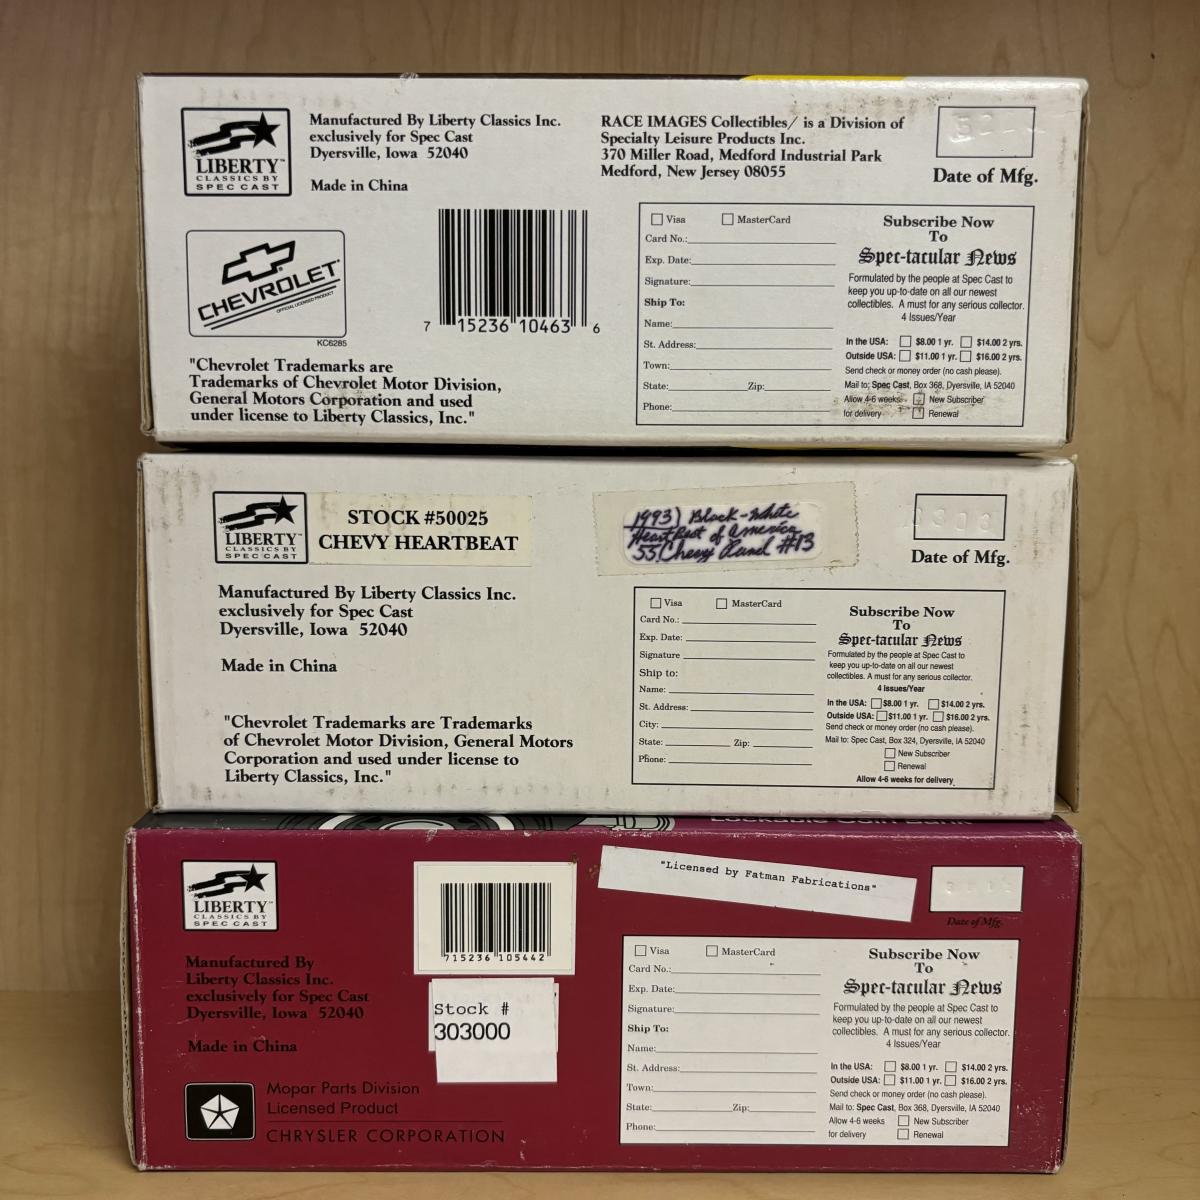 LIBERTY™
CLASSICS BY
SPEC CAST
Manufactured By Liberty Classics Inc.
exclusively for Spec Cast
Dyersville, Iowa 52040
Made in China
RACE IMAGES Collectibles/ is a Division of
Specialty Leisure Products Inc.
370 Miller Road, Medford Industrial Park
Medford, New Jersey 08055
Date of Mfg.
CHEVROLET
OFFICIAL LICENSED PRODUCT
KC6285
7 15236 10463 6
"Chevrolet Trademarks are
Trademarks of Chevrolet Motor Division,
General Motors Corporation and used
under license to Liberty Classics, Inc."
Visa MasterCard
Card No.:
Exp. Date:
Signature:
Ship To:
Name:
St. Address:
Town:
State: Zip:
Phone:
Subscribe Now
To
Spec-tacular News
Formulated by the people at Spec Cast to
keep you up-to-date on all our newest
collectibles. A must for any serious collector.
4 Issues/Year
In the USA: $8.00 1 yr. $14.00 2 yrs.
Outside USA: $11.00 1 yr. $16.00 2 yrs.
Send check or money order (no cash please).
Mail to: Spec Cast, Box 368, Dyersville, IA 52040
Allow 4-6 weeks New Subscriber
for delivery Renewal
LIBERTY™
CLASSICS BY
SPEC CAST
STOCK #50025
CHEVY HEARTBEAT
1993) Black-White
HeartBeat of America
55 Chevy Panel #13
Date of Mfg.
Manufactured By Liberty Classics Inc.
exclusively for Spec Cast
Dyersville, Iowa 52040
Made in China
"Chevrolet Trademarks are Trademarks
of Chevrolet Motor Division, General Motors
Corporation and used under license to
Liberty Classics, Inc."
Visa MasterCard
Card No.:
Exp. Date:
Signature
Ship to:
Name:
St. Address:
City:
State: Zip:
Phone:
Subscribe Now
To
Spec-tacular News
Formulated by the people at Spec Cast to
keep you up-to-date on all our newest
collectibles. A must for any serious collector.
4 Issues/Year
In the USA: $8.00 1 yr. $14.00 2 yrs.
Outside USA: $11.00 1 yr. $16.00 2 yrs.
Send check or money order (no cash please).
Mail to: Spec Cast, Box 324, Dyersville, IA 52040
New Subscriber
Renewal
Allow 4-6 weeks for delivery
Lockable Coin Bank
LIBERTY™
CLASSICS BY
SPEC CAST
715236 105442
"Licensed by Fatman Fabrications"
Date of Mfg.
Manufactured By
Liberty Classics Inc.
exclusively for Spec Cast
Dyersville, Iowa 52040
Made in China
Stock #
303000
Mopar Parts Division
Licensed Product
CHRYSLER CORPORATION
Visa MasterCard
Card No.:
Exp. Date:
Signature:
Ship To:
Name:
St. Address:
Town:
State: Zip:
Phone:
Subscribe Now
To
Spec-tacular News
Formulated by the people at Spec Cast to
keep you up-to-date on all our newest
collectibles. A must for any serious collector.
4 Issues/Year
In the USA: $8.00 1 yr. $14.00 2 yrs.
Outside USA: $11.00 1 yr. $16.00 2 yrs.
Send check or money order (no cash please).
Mail to: Spec Cast, Box 368, Dyersville, IA 52040
Allow 4-6 weeks New Subscriber
for delivery Renewal